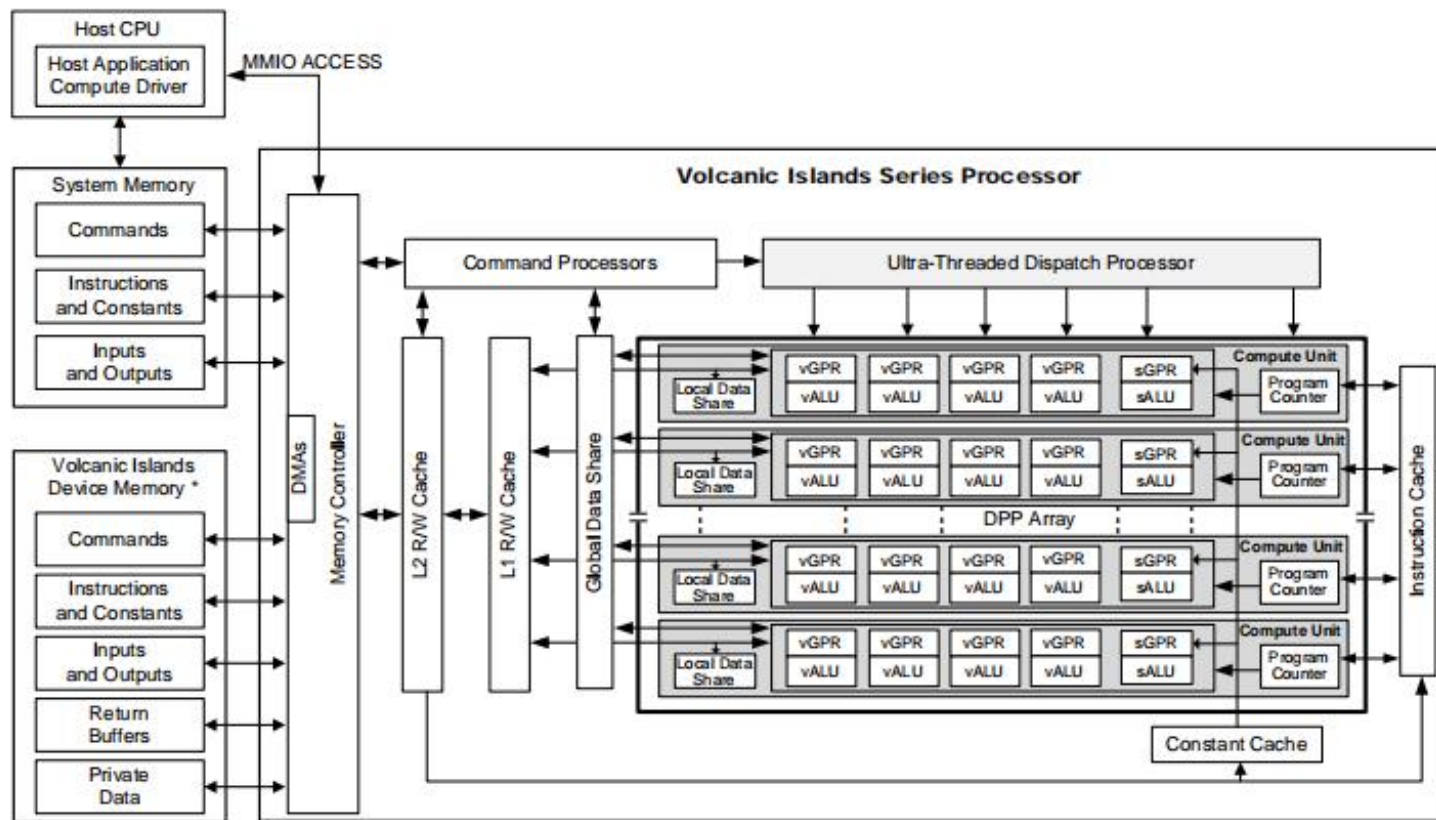 Host CPU
Host Application
Compute Driver
MMIO ACCESS
System Memory
Commands
Instructions
and Constants
Inputs
and Outputs
Volcanic Islands
Device Memory *
Commands
Instructions
and Constants
Inputs
and Outputs
Return
Buffers
Private
Data
Volcanic Islands Series Processor
DMAs
Memory Controller
Command Processors
Ultra-Threaded Dispatch Processor
L2 R/W Cache
L1 R/W Cache
Global Data Share
Compute Unit
Local Data
Share
vGPR vGPR vGPR vGPR sGPR
vALU vALU vALU vALU sALU
Program
Counter
Compute Unit
Local Data
Share
vGPR vGPR vGPR vGPR sGPR
vALU vALU vALU vALU sALU
Program
Counter
DPP Array
Compute Unit
Local Data
Share
vGPR vGPR vGPR vGPR sGPR
vALU vALU vALU vALU sALU
Program
Counter
Compute Unit
Local Data
Share
vGPR vGPR vGPR vGPR sGPR
vALU vALU vALU vALU sALU
Program
Counter
Instruction Cache
Constant Cache